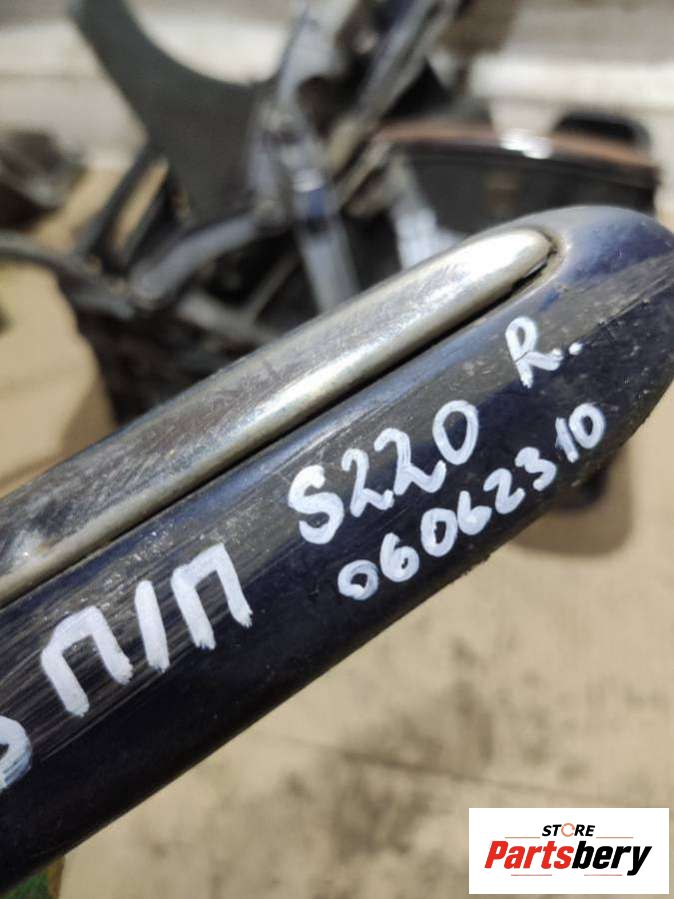 R.
S220
06062310
П/П
STORE
Partsbery